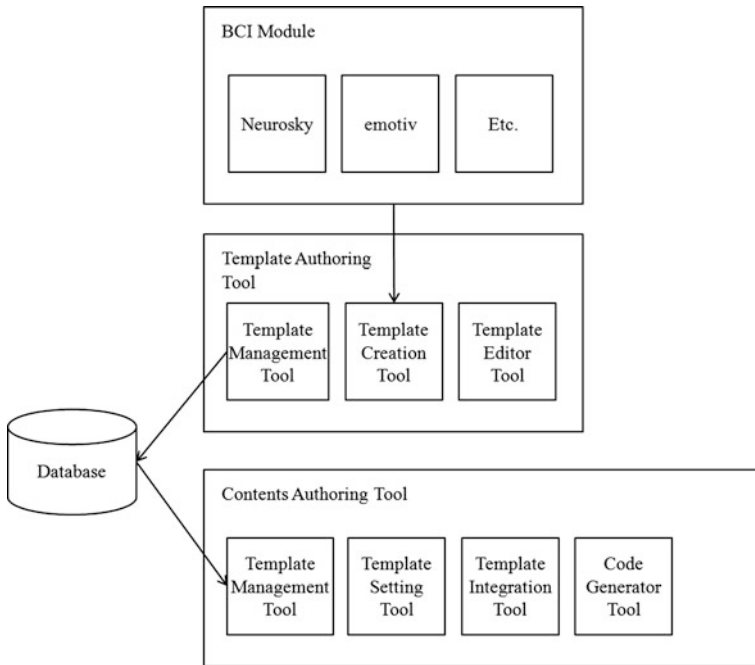 BCI Module
Neurosky
emotiv
Etc.
Template Authoring
Tool
Template
Management
Tool
Template
Creation
Tool
Template
Editor
Tool
Database
Contents Authoring Tool
Template
Management
Tool
Template
Setting
Tool
Template
Integration
Tool
Code
Generator
Tool